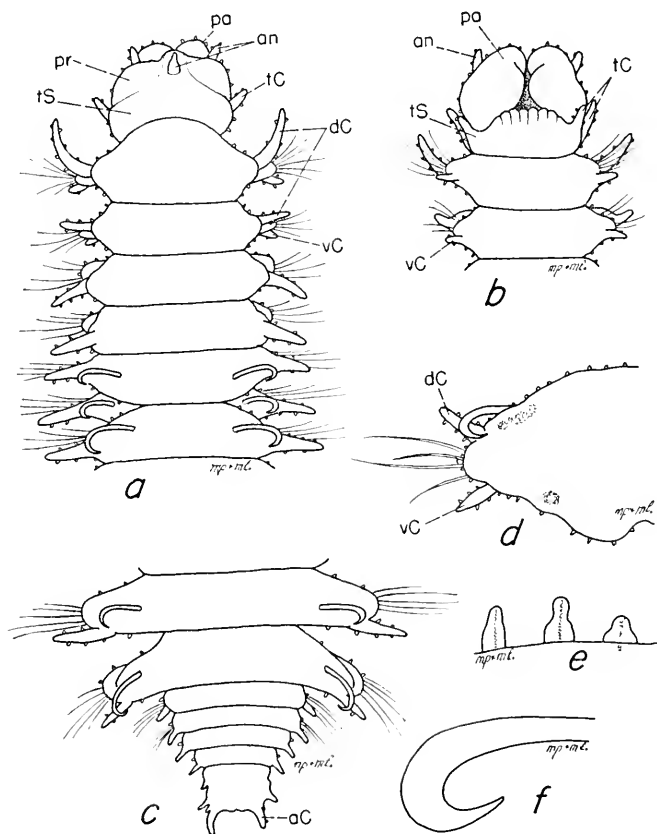 pa
an
pr
tS
tC
dC
vC
mp+ml.
a
pa
an
tC
tS
vC
mp+ml.
b
dC
vC
mp+ml.
d
mp+ml.
aC
c
mp+ml.
e
mp+ml.
f